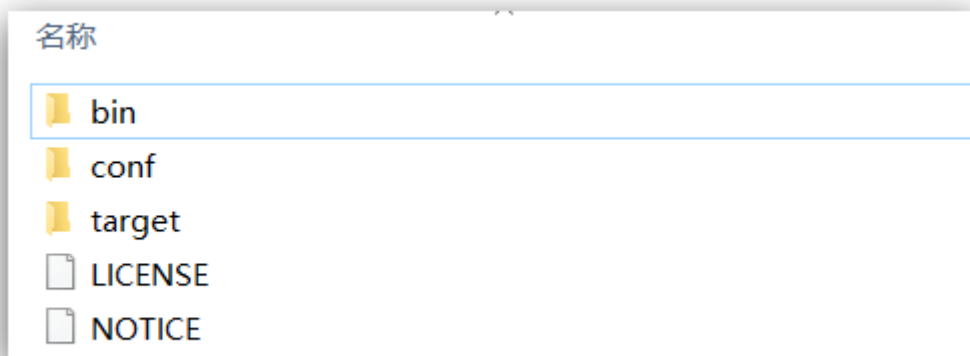 名称
bin
conf
target
LICENSE
NOTICE